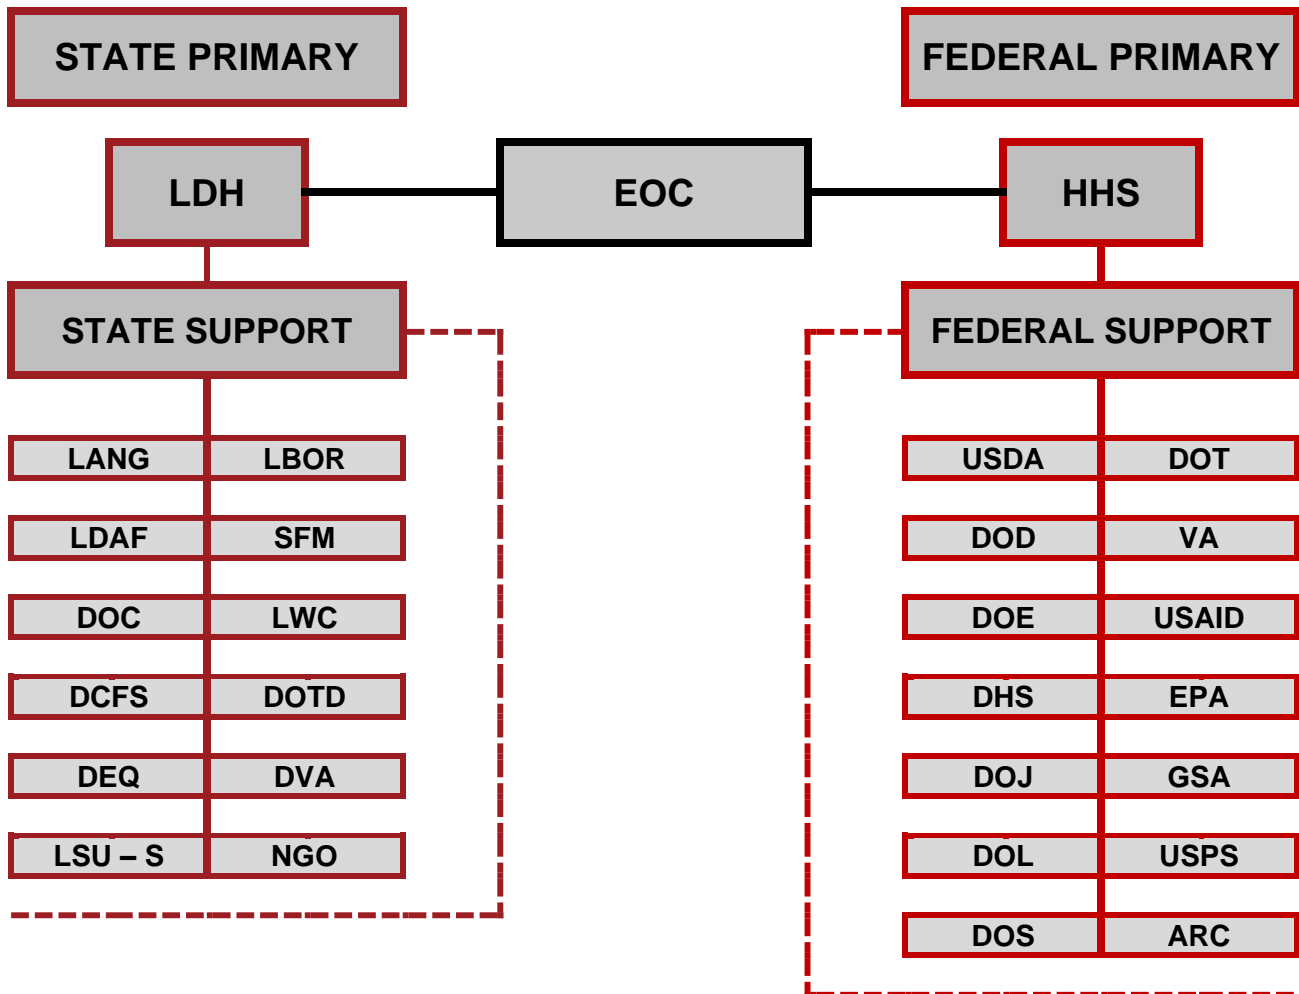 STATE PRIMARY
FEDERAL PRIMARY
LDH
EOC
HHS
STATE SUPPORT
FEDERAL SUPPORT
LANG
LBOR
USDA
DOT
LDAF
SFM
DOD
VA
DOC
LWC
DOE
USAID
DCFS
DOTD
DHS
EPA
DEQ
DVA
DOJ
GSA
LSU – S
NGO
DOL
USPS
DOS
ARC